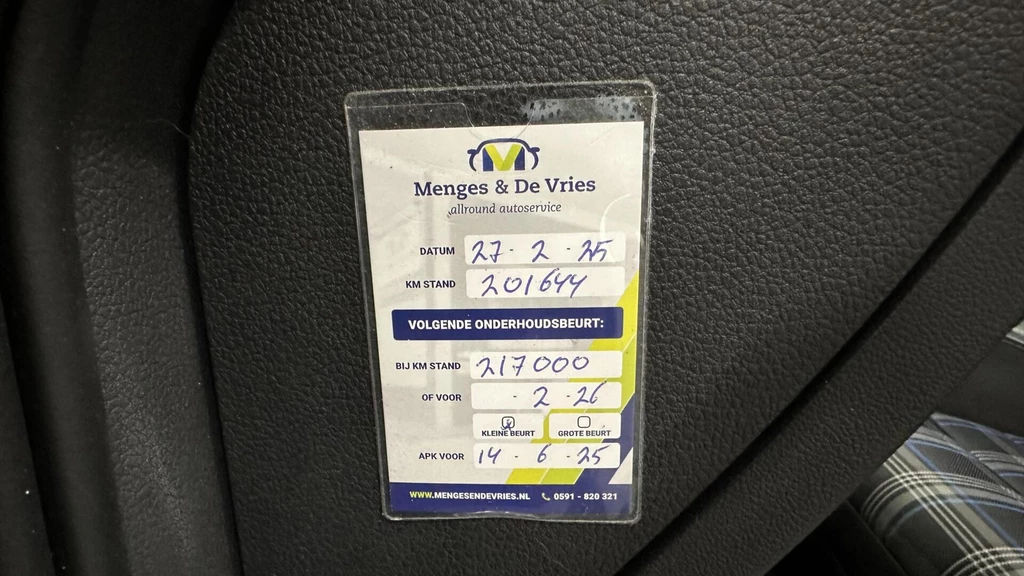 Menges & De Vries
allround autoservice
DATUM 27 - 2 - 25
KM STAND 201644
VOLGENDE ONDERHOUDSBEURT:
BIJ KM STAND 217000
OF VOOR - 2 - 26
KLEINE BEURT GROTE BEURT
APK VOOR 14 - 6 - 25
WWW.MENGESENDEVRIES.NL 0591 - 820 321